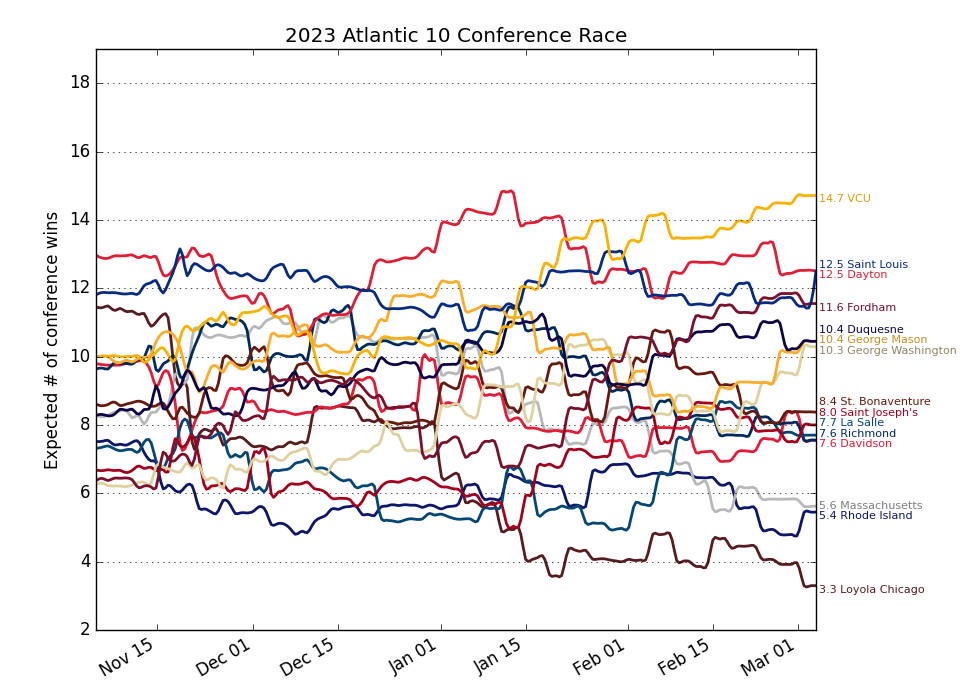 2023 Atlantic 10 Conference Race
Expected # of conference wins
18
16
14
12
10
8
6
4
2
14.7 VCU
12.5 Saint Louis
12.5 Dayton
11.6 Fordham
10.4 Duquesne
10.4 George Mason
10.3 George Washington
8.4 St. Bonaventure
8.0 Saint Joseph's
7.7 La Salle
7.6 Richmond
7.6 Davidson
5.6 Massachusetts
5.4 Rhode Island
3.3 Loyola Chicago
Nov 15
Dec 01
Dec 15
Jan 01
Jan 15
Feb 01
Feb 15
Mar 01